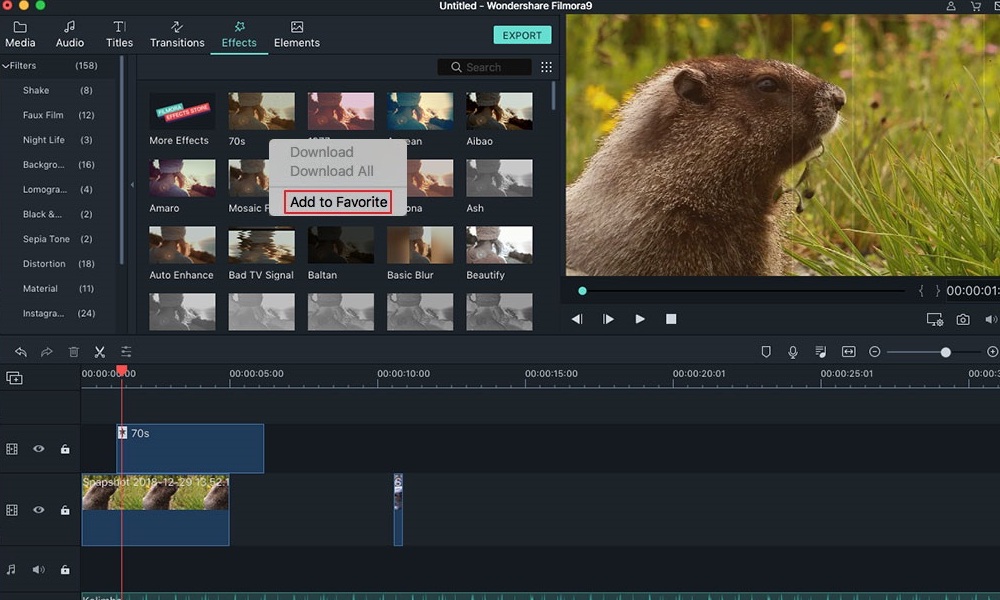 Untitled - Wondershare Filmora9
Media
Audio
Titles
Transitions
Effects
Elements
EXPORT
Filters (158)
Search
Shake (8)
Faux Film (12)
Night Life (3)
Backgro... (16)
Lomogra... (4)
Black &... (2)
Sepia Tone (2)
Distortion (18)
Material (11)
Instagra... (24)
FILMORA
EFFECTS STORE
More Effects
70s
Aibao
Download
Download All
Add to Favorite
Amaro
Mosaic
Ash
Auto Enhance
Bad TV Signal
Baltan
Basic Blur
Beautify
{ } 00:00:01:
00:00:00:00
00:00:05:00
00:00:10:00
00:00:15:00
00:00:20:01
00:00:25:01
00:00:3
70s
Snapshot 2018-12-29 13.52.1
S
Kalimba